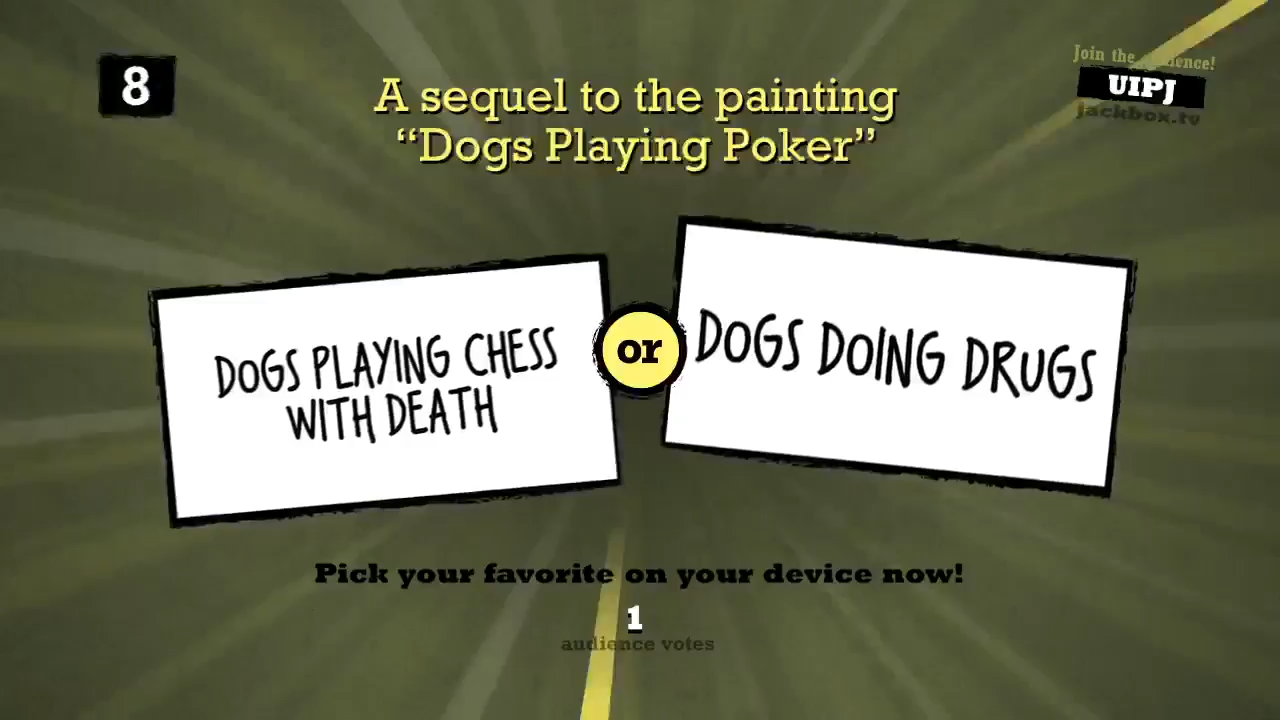 8
A sequel to the painting
“Dogs Playing Poker”
Join the audience!
UIPJ
jackbox.tv
DOGS PLAYING CHESS
WITH DEATH
or
DOGS DOING DRUGS
Pick your favorite on your device now!
1
audience votes